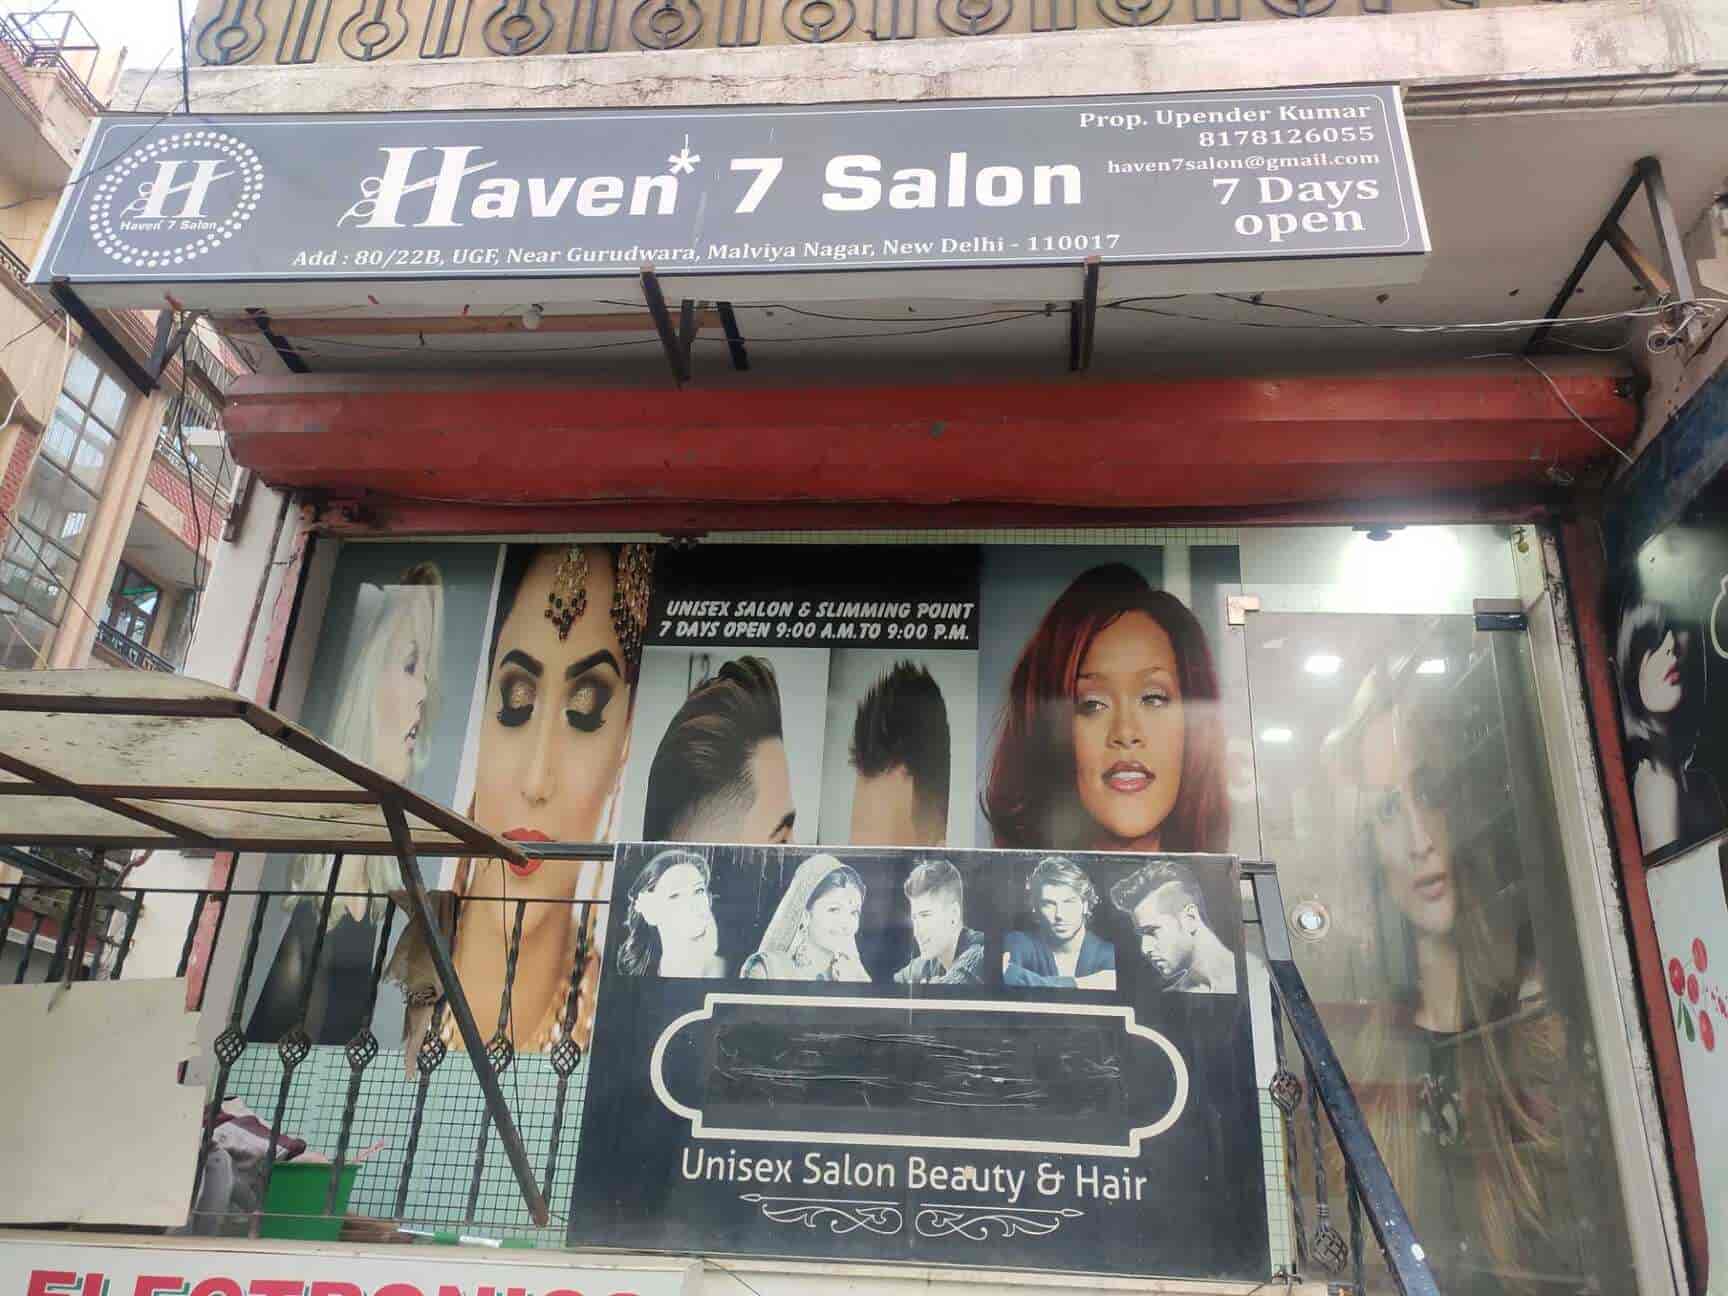 Prop. Upender Kumar
8178126055
haven7salon@gmail.com
7 Days
open
Haven* 7 Salon
Haven* 7 Salon
Add : 80/22B, UGF, Near Gurudwara, Malviya Nagar, New Delhi - 110017
UNISEX SALON & SLIMMING POINT
7 DAYS OPEN 9:00 A.M. TO 9:00 P.M.
Unisex Salon Beauty & Hair
ELECTRONICS